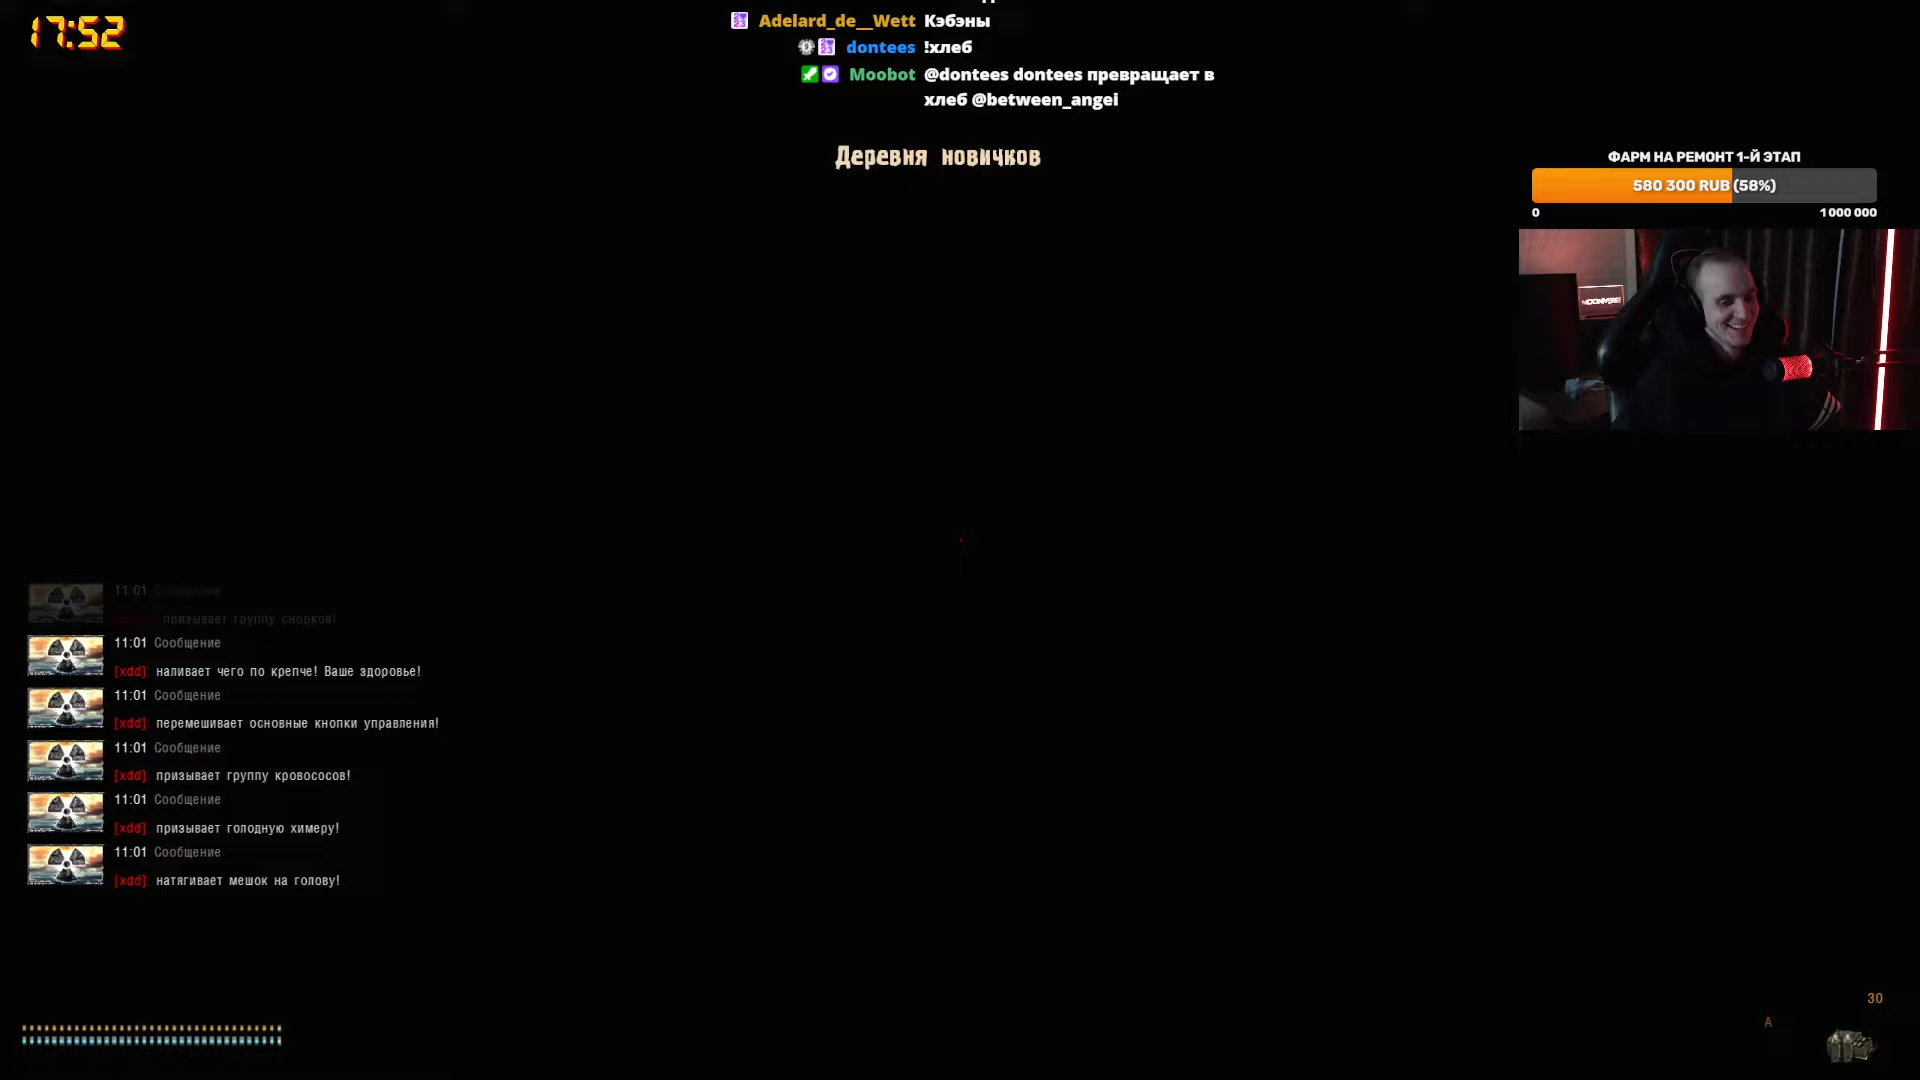 17:52
Adelard_de__Wett Кэбэны
dontees !хлеб
Moobot @dontees dontees превращает в
хлеб @between_angei
Деревня новичков
ФАРМ НА РЕМОНТ 1-Й ЭТАП
580 300 RUB (58%)
0 1 000 000
11:01 Сообщение
призывает группу снорков!
11:01 Сообщение
[xdd]: наливает чего по крепче! Ваше здоровье!
11:01 Сообщение
[xdd]: перемешивает основные кнопки управления!
11:01 Сообщение
[xdd]: призывает группу кровососов!
11:01 Сообщение
[xdd]: призывает голодную химеру!
11:01 Сообщение
[xdd]: натягивает мешок на голову!
30
A